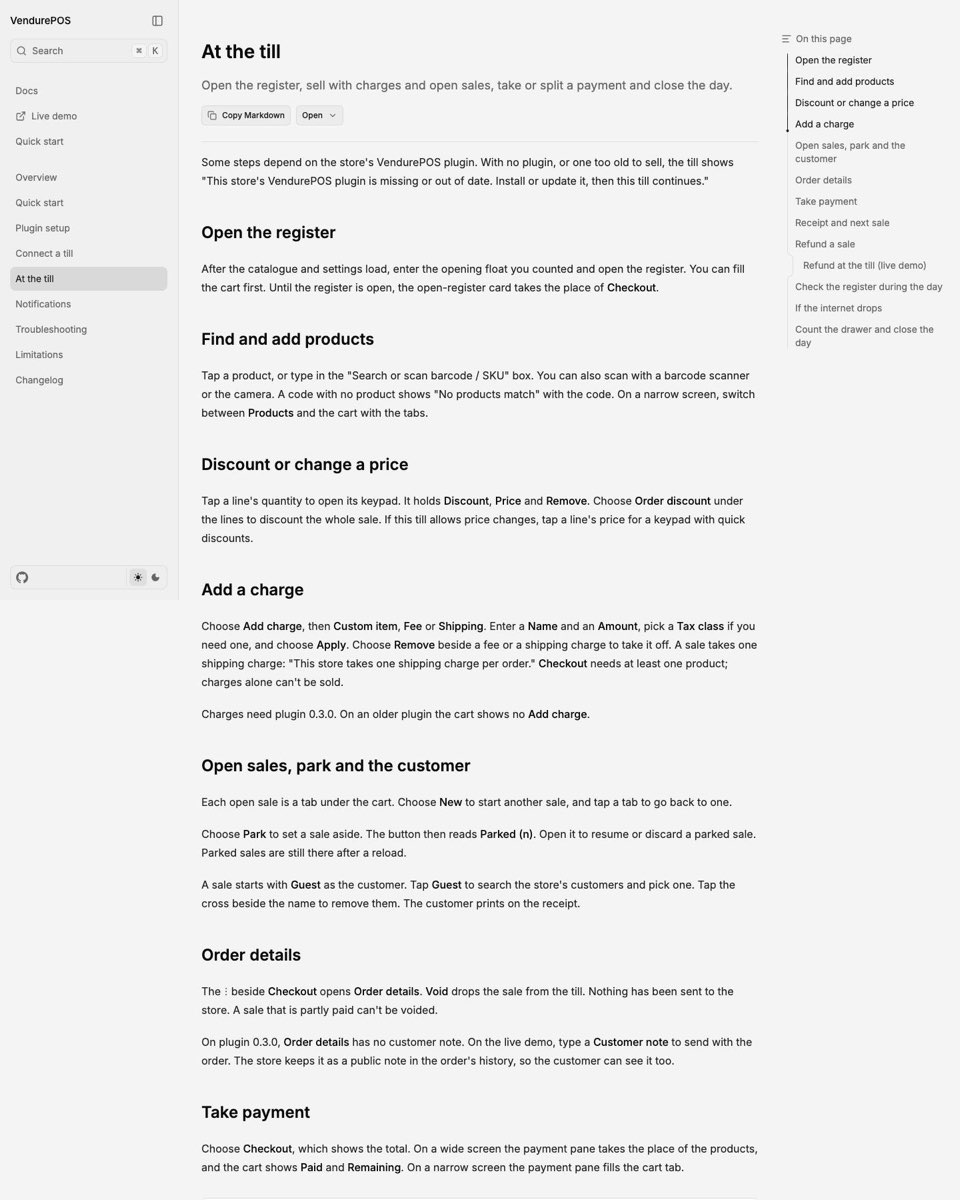 VendurePOS
Search
⌘ K
Docs
Live demo
Quick start
Overview
Quick start
Plugin setup
Connect a till
At the till
Notifications
Troubleshooting
Limitations
Changelog
At the till
Open the register, sell with charges and open sales, take or split a payment and close the day.
Copy Markdown
Open
Some steps depend on the store's VendurePOS plugin. With no plugin, or one too old to sell, the till shows
"This store's VendurePOS plugin is missing or out of date. Install or update it, then this till continues."
Open the register
After the catalogue and settings load, enter the opening float you counted and open the register. You can fill
the cart first. Until the register is open, the open-register card takes the place of Checkout.
Find and add products
Tap a product, or type in the "Search or scan barcode / SKU" box. You can also scan with a barcode scanner
or the camera. A code with no product shows "No products match" with the code. On a narrow screen, switch
between Products and the cart with the tabs.
Discount or change a price
Tap a line's quantity to open its keypad. It holds Discount, Price and Remove. Choose Order discount under
the lines to discount the whole sale. If this till allows price changes, tap a line's price for a keypad with quick
discounts.
Add a charge
Choose Add charge, then Custom item, Fee or Shipping. Enter a Name and an Amount, pick a Tax class if you
need one, and choose Apply. Choose Remove beside a fee or a shipping charge to take it off. A sale takes one
shipping charge: "This store takes one shipping charge per order." Checkout needs at least one product;
charges alone can't be sold.
Charges need plugin 0.3.0. On an older plugin the cart shows no Add charge.
Open sales, park and the customer
Each open sale is a tab under the cart. Choose New to start another sale, and tap a tab to go back to one.
Choose Park to set a sale aside. The button then reads Parked (n). Open it to resume or discard a parked sale.
Parked sales are still there after a reload.
A sale starts with Guest as the customer. Tap Guest to search the store's customers and pick one. Tap the
cross beside the name to remove them. The customer prints on the receipt.
Order details
The ⋮ beside Checkout opens Order details. Void drops the sale from the till. Nothing has been sent to the
store. A sale that is partly paid can't be voided.
On plugin 0.3.0, Order details has no customer note. On the live demo, type a Customer note to send with the
order. The store keeps it as a public note in the order's history, so the customer can see it too.
Take payment
Choose Checkout, which shows the total. On a wide screen the payment pane takes the place of the products,
and the cart shows Paid and Remaining. On a narrow screen the payment pane fills the cart tab.
On this page
Open the register
Find and add products
Discount or change a price
Add a charge
Open sales, park and the
customer
Order details
Take payment
Receipt and next sale
Refund a sale
Refund at the till (live demo)
Check the register during the day
If the internet drops
Count the drawer and close the
day